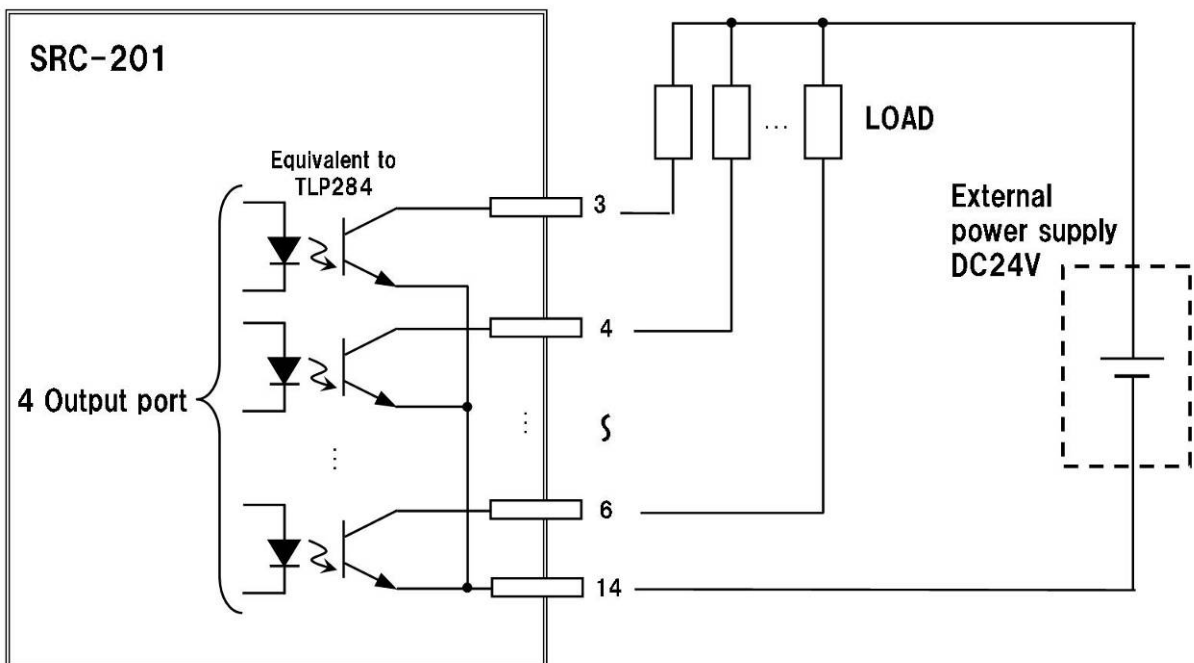 SRC-201
Equivalent to
TLP284
4 Output port
3
4
6
14
LOAD
...
External
power supply
DC24V